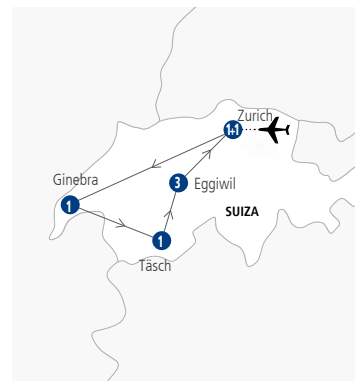 Zurich
1+1
Ginebra
1
3
Eggiwil
SUIZA
1
Täsch